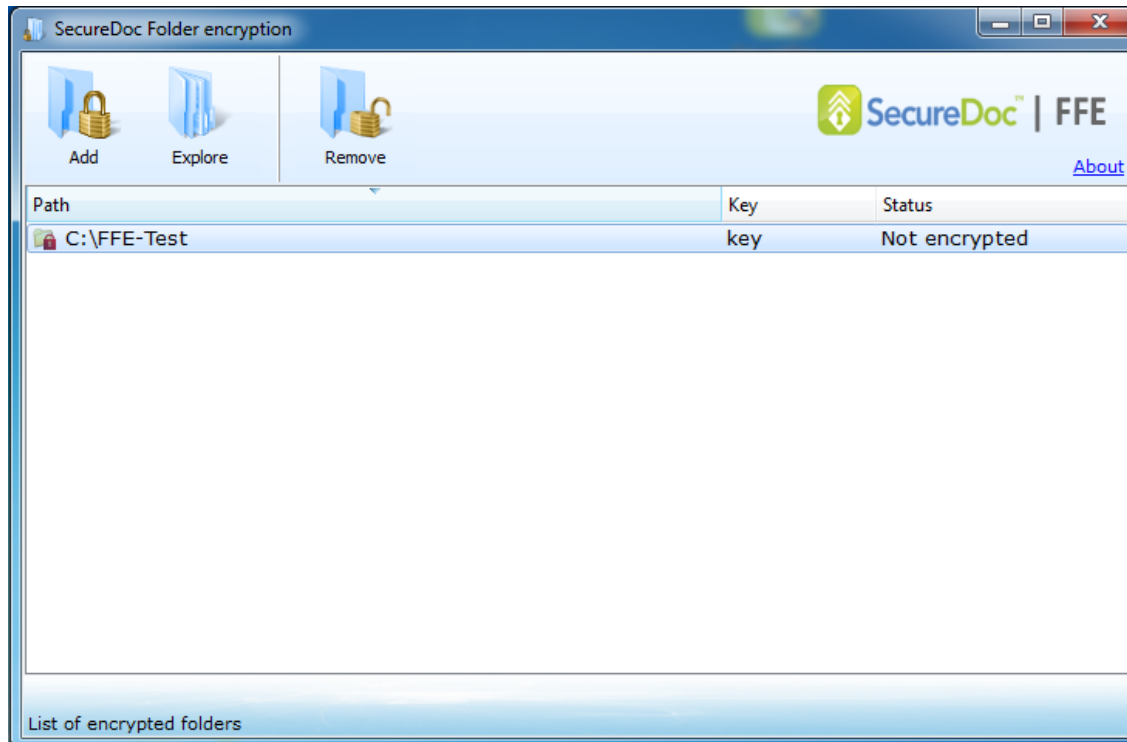 SecureDoc Folder encryption
Add
Explore
Remove
SecureDoc™ | FFE
About
Path Key Status
C:\FFE-Test key Not encrypted
List of encrypted folders